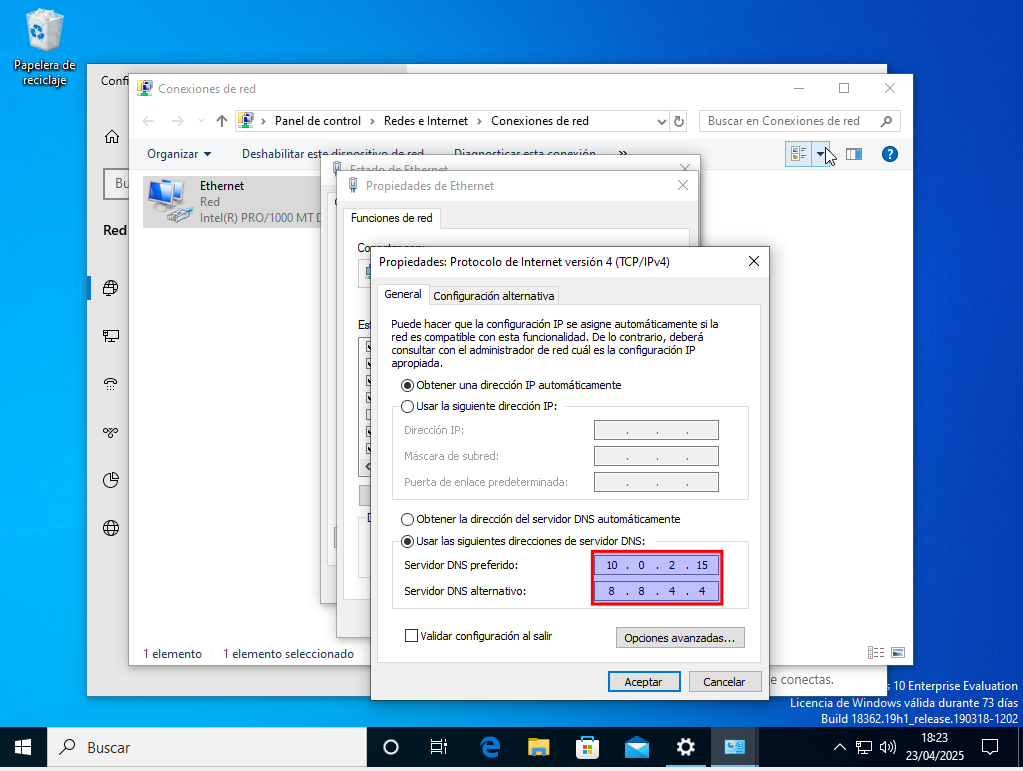 Papelera de
reciclaje
Confi
Conexiones de red
Panel de control
Redes e Internet
Conexiones de red
Buscar en Conexiones de red
Organizar
Deshabilitar este dispositivo de red
Diagnosticar esta conexión
»
Bu
Red
Ethernet
Red
Intel(R) PRO/1000 MT D
Estado de Ethernet
Propiedades de Ethernet
Funciones de red
Conectar con:
Est
Propiedades: Protocolo de Internet versión 4 (TCP/IPv4)
General
Configuración alternativa
Puede hacer que la configuración IP se asigne automáticamente si la
red es compatible con esta funcionalidad. De lo contrario, deberá
consultar con el administrador de red cuál es la configuración IP
apropiada.
Obtener una dirección IP automáticamente
Usar la siguiente dirección IP:
Dirección IP: . . .
Máscara de subred: . . .
Puerta de enlace predeterminada: . . .
Obtener la dirección del servidor DNS automáticamente
Usar las siguientes direcciones de servidor DNS:
Servidor DNS preferido: 10 . 0 . 2 . 15
Servidor DNS alternativo: 8 . 8 . 4 . 4
Validar configuración al salir
Opciones avanzadas...
Aceptar
Cancelar
1 elemento
1 elemento seleccionado
e conectas.
s 10 Enterprise Evaluation
Licencia de Windows válida durante 73 días
Build 18362.19h1_release.190318-1202
Buscar
18:23
23/04/2025